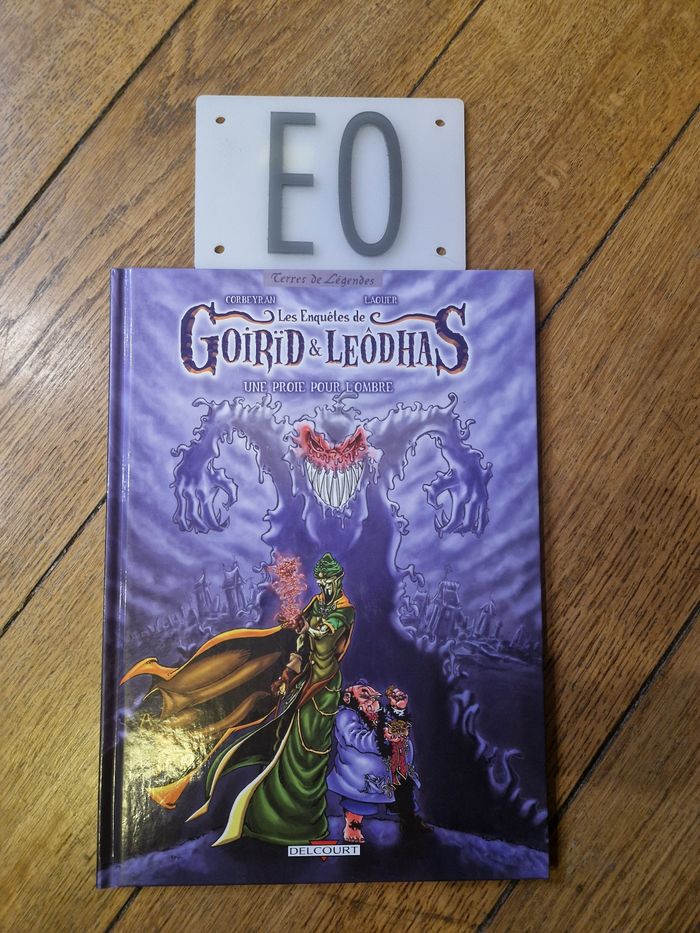 EO
Terres de Légendes
CORBEYRAN LAOUER
Les Enquêtes de
GOIRÏD & LEÔDHAS
UNE PROIE POUR L'OMBRE
DELCOURT